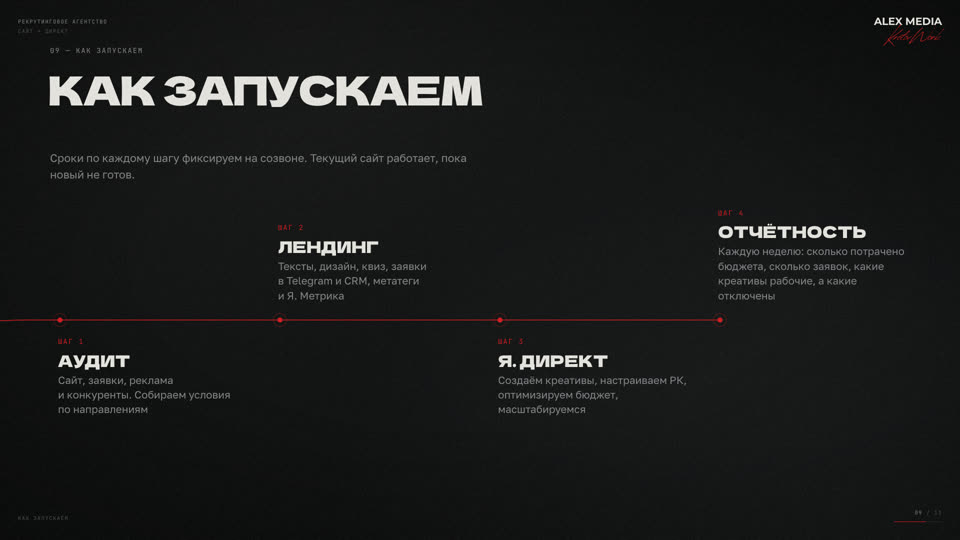 РЕКРУТИНГОВОЕ АГЕНТСТВО
САЙТ + ДИРЕКТ
ALEX MEDIA
09 — КАК ЗАПУСКАЕМ
КАК ЗАПУСКАЕМ
Сроки по каждому шагу фиксируем на созвоне. Текущий сайт работает, пока
новый не готов.
ШАГ 1
АУДИТ
Сайт, заявки, реклама
и конкуренты. Собираем условия
по направлениям
ШАГ 2
ЛЕНДИНГ
Тексты, дизайн, квиз, заявки
в Telegram и CRM, метатеги
и Я. Метрика
ШАГ 3
Я. ДИРЕКТ
Создаём креативы, настраиваем РК,
оптимизируем бюджет,
масштабируемся
ШАГ 4
ОТЧЁТНОСТЬ
Каждую неделю: сколько потрачено
бюджета, сколько заявок, какие
креативы рабочие, а какие
отключены
КАК ЗАПУСКАЕМ
09 / 11